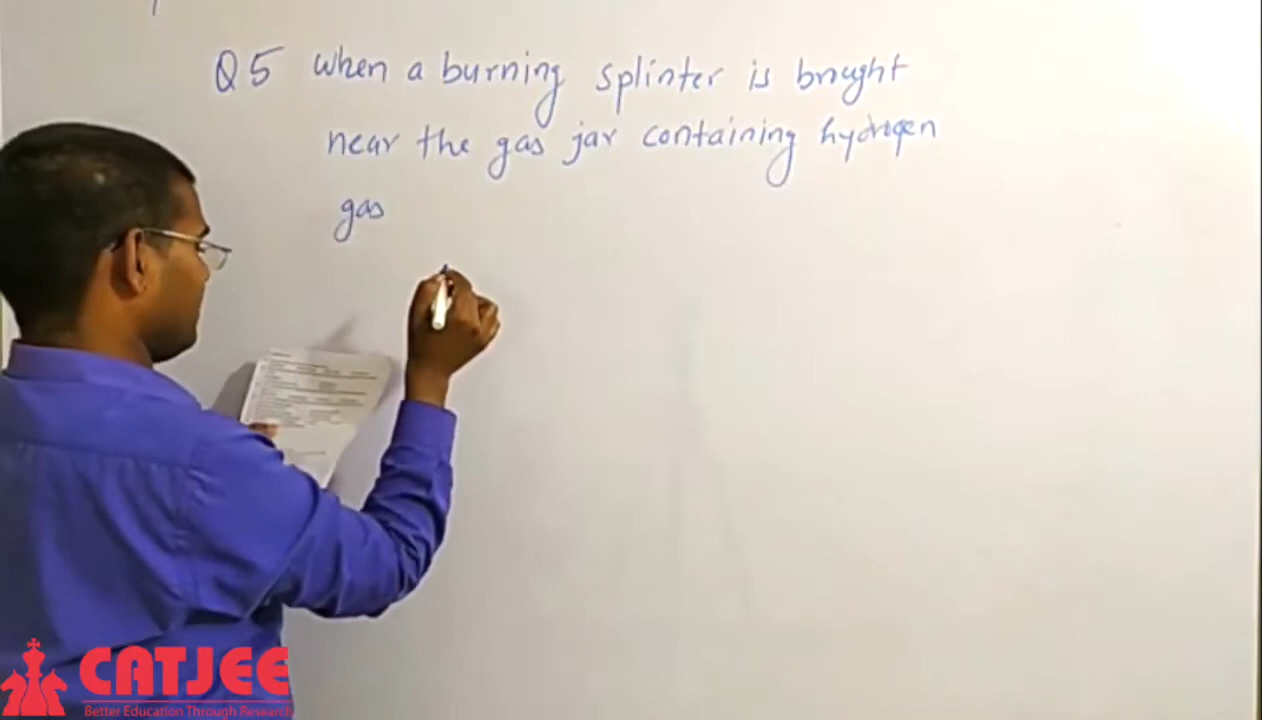 Q5 when a burning splinter is brought
near the gas jar containing hydrogen
gas
CATJEE
Better Education Through Research